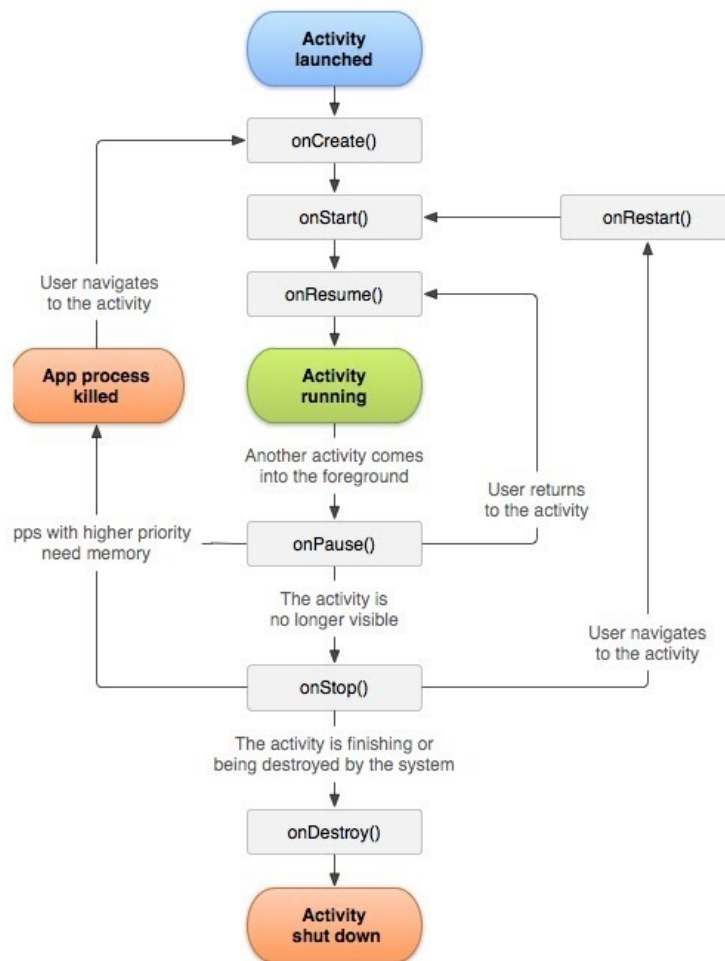 Activity
launched
onCreate()
onStart()
onRestart()
User navigates
to the activity
onResume()
App process
killed
Activity
running
Another activity comes
into the foreground
User returns
to the activity
pps with higher priority
need memory
onPause()
The activity is
no longer visible
User navigates
to the activity
onStop()
The activity is finishing or
being destroyed by the system
onDestroy()
Activity
shut down